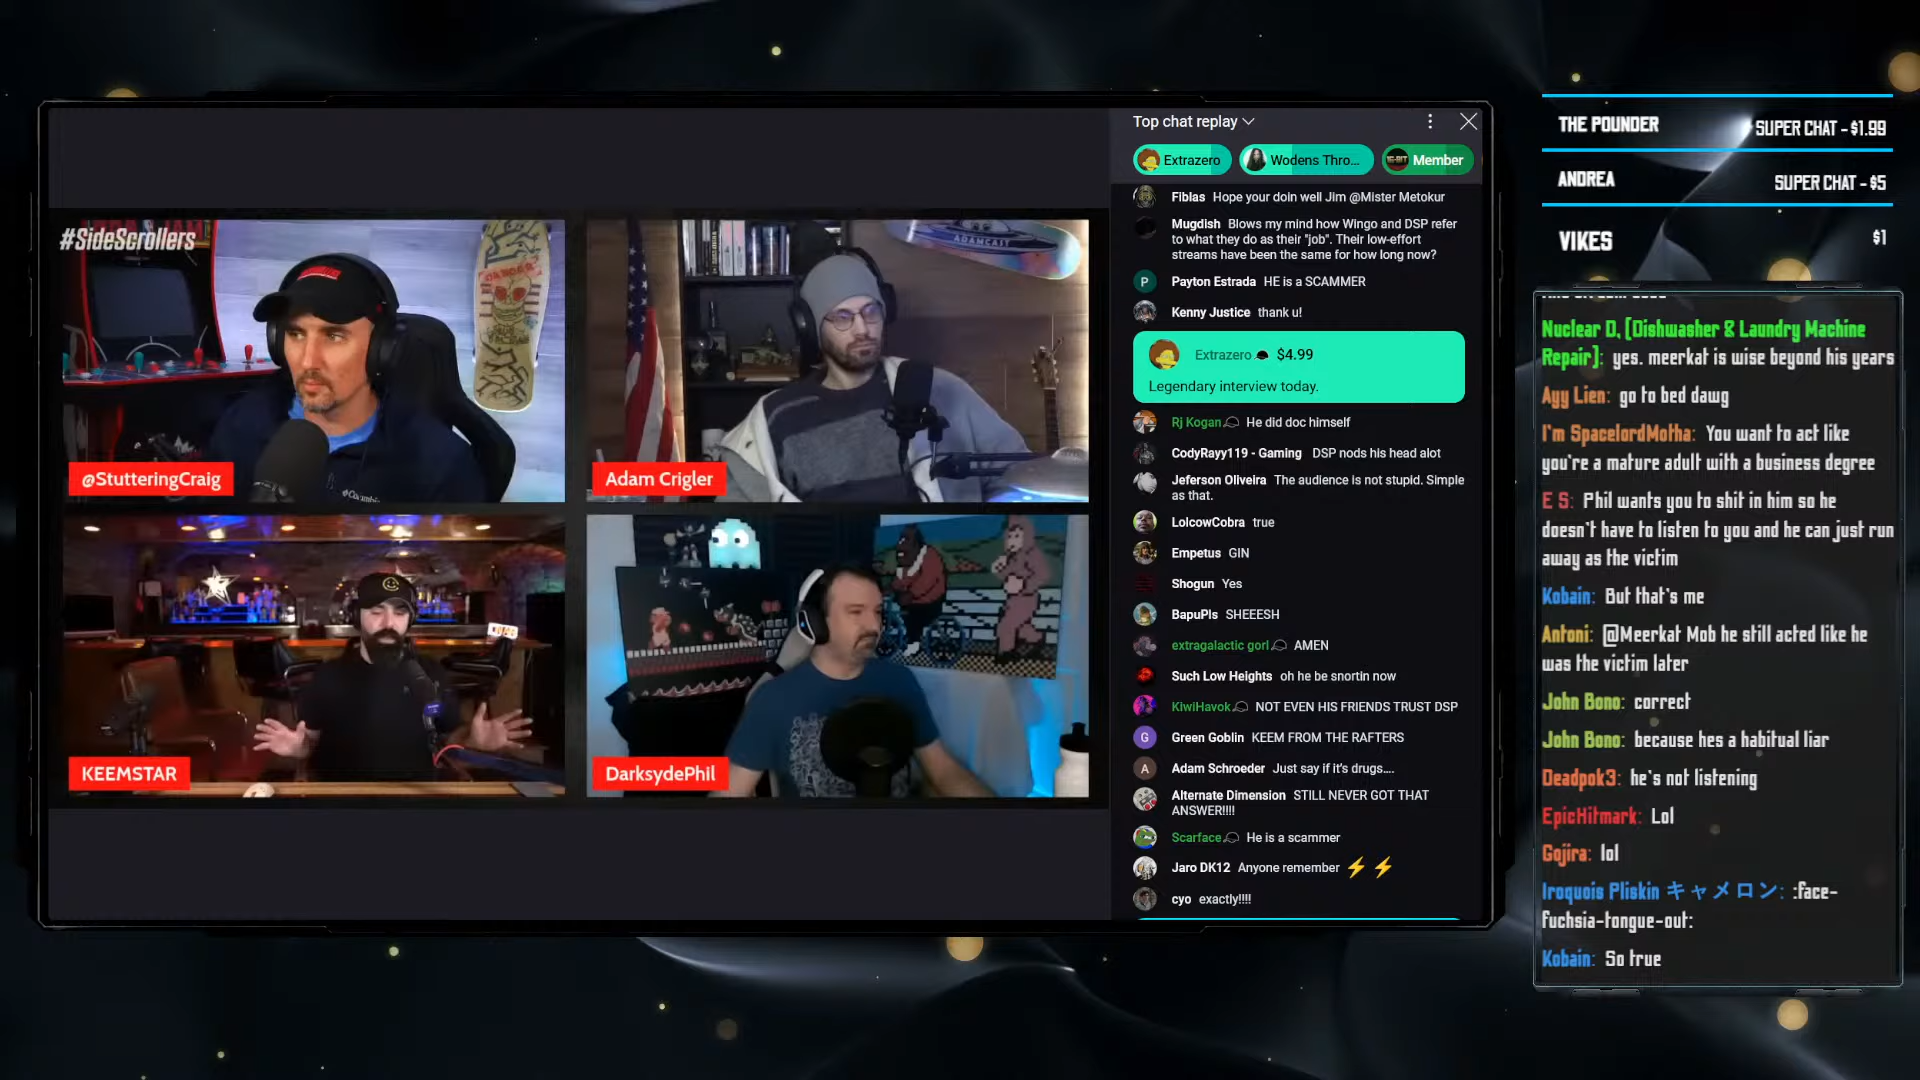 #SideScrollers
@StutteringCraig
ADAMCAST
Adam Crigler
KEEMSTAR
DarksydePhil
Top chat replay
Extrazero
Wodens Thro...
Member
Fiblas Hope your doin well Jim @Mister Metokur
Mugdish Blows my mind how Wingo and DSP refer
to what they do as their "job". Their low-effort
streams have been the same for how long now?
P
Payton Estrada HE is a SCAMMER
Kenny Justice thank u!
Extrazero $4.99
Legendary interview today.
Rj Kogan He did doc himself
CodyRayy119 - Gaming DSP nods his head alot
Jeferson Oliveira The audience is not stupid. Simple
as that.
LolcowCobra true
Empetus GIN
Shogun Yes
BapuPls SHEEESH
extragalactic gorl AMEN
Such Low Heights oh he be snortin now
KiwiHavok NOT EVEN HIS FRIENDS TRUST DSP
G
Green Goblin KEEM FROM THE RAFTERS
A
Adam Schroeder Just say if it's drugs....
Alternate Dimension STILL NEVER GOT THAT
ANSWER!!!!
Scarface He is a scammer
Jaro DK12 Anyone remember ⚡ ⚡
cyo exactly!!!!
THE POUNDER
SUPER CHAT - $1.99
ANDREA
SUPER CHAT - $5
VIKES
$1
Nuclear D, [Dishwasher & Laundry Machine
Repair]: yes. meerkat is wise beyond his years
Ayy Lien: go to bed dawg
I'm SpacelordMotha: You want to act like
you're a mature adult with a business degree
E S: Phil wants you to shit in him so he
doesn't have to listen to you and he can just run
away as the victim
Kobain: But that's me
Antoni: @Meerkat Mob he still acted like he
was the victim later
John Bono: correct
John Bono: because hes a habitual liar
Deadpok3: he's not listening
EpicHitmark: Lol
Gojira: lol
Iroquois Pliskin キャメロン: :face-
fuchsia-tongue-out:
Kobain: So true